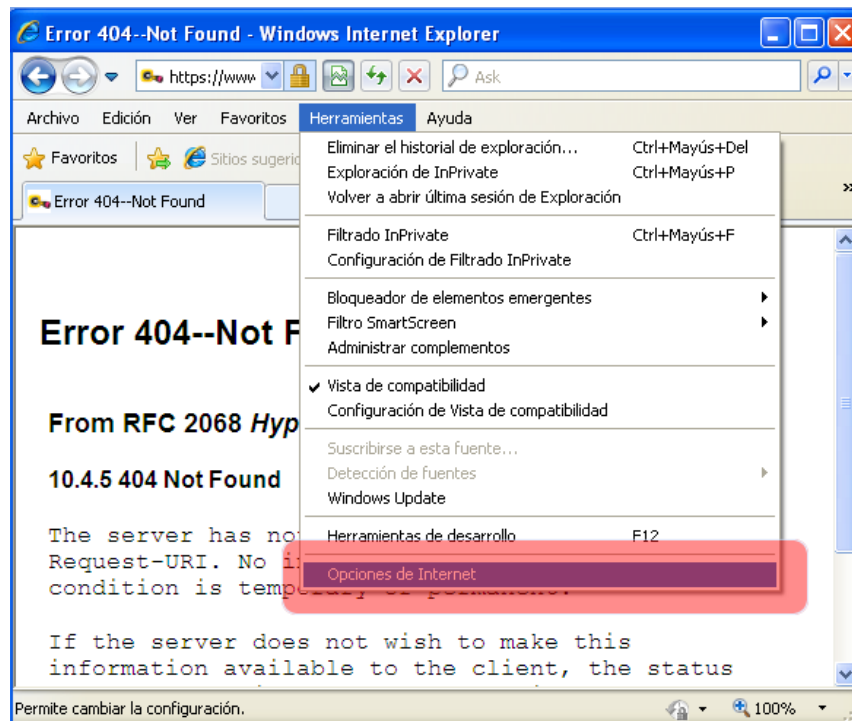 Error 404--Not Found - Windows Internet Explorer
https://www Ask
Archivo Edición Ver Favoritos Herramientas Ayuda
Favoritos Sitios
Error 404--Not Found
Eliminar el historial de exploración... Ctrl+Mayús+Del
Exploración de InPrivate Ctrl+Mayús+P
Volver a abrir última sesión de Exploración
Filtrado InPrivate Ctrl+Mayús+F
Configuración de Filtrado InPrivate
Bloqueador de elementos emergentes
Filtro SmartScreen
Administrar complementos
Vista de compatibilidad
Configuración de Vista de compatibilidad
Suscribirse a esta fuente...
Detección de fuentes
Windows Update
Herramientas de desarrollo F12
Opciones de Internet
Error 404--Not F
From RFC 2068 Hyp
10.4.5 404 Not Found
The server has no
Request-URI. No i
condition is temporary or permanent.
If the server does not wish to make this
information available to the client, the status
Permite cambiar la configuración.
100%